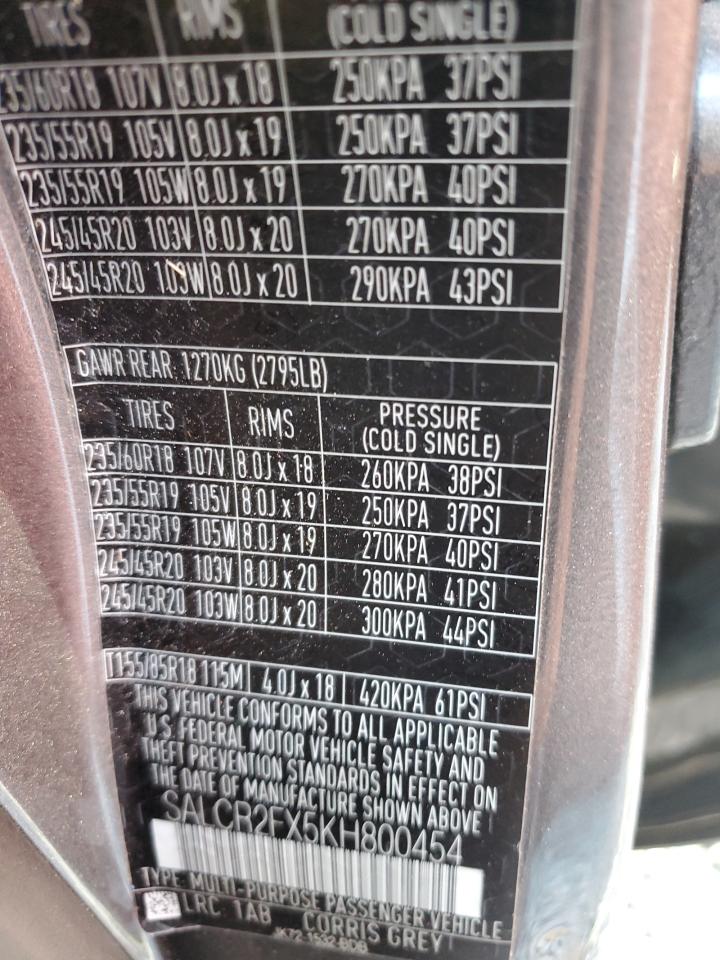 TIRES RIMS (COLD SINGLE)
235/60R18 107V 8.0J x 18 250KPA 37PSI
235/55R19 105V 8.0J x 19 250KPA 37PSI
235/55R19 105W 8.0J x 19 270KPA 40PSI
245/45R20 103V 8.0J x 20 270KPA 40PSI
245/45R20 103W 8.0J x 20 290KPA 43PSI
GAWR REAR 1270KG (2795LB)
TIRES RIMS PRESSURE
(COLD SINGLE)
235/60R18 107V 8.0J x 18 260KPA 38PSI
235/55R19 105V 8.0J x 19 250KPA 37PSI
235/55R19 105W 8.0J x 19 270KPA 40PSI
245/45R20 103V 8.0J x 20 280KPA 41PSI
245/45R20 103W 8.0J x 20 300KPA 44PSI
T155/85R18 115M 4.0J x 18 420KPA 61PSI
THIS VEHICLE CONFORMS TO ALL APPLICABLE
U.S. FEDERAL MOTOR VEHICLE SAFETY AND
THEFT PREVENTION STANDARDS IN EFFECT ON
THE DATE OF MANUFACTURE SHOWN ABOVE
SALCR2FX5KH800454
TYPE: MULTI-PURPOSE PASSENGER VEHICLE
LRC 1AB CORRIS GREY
JK72-1532-BDB